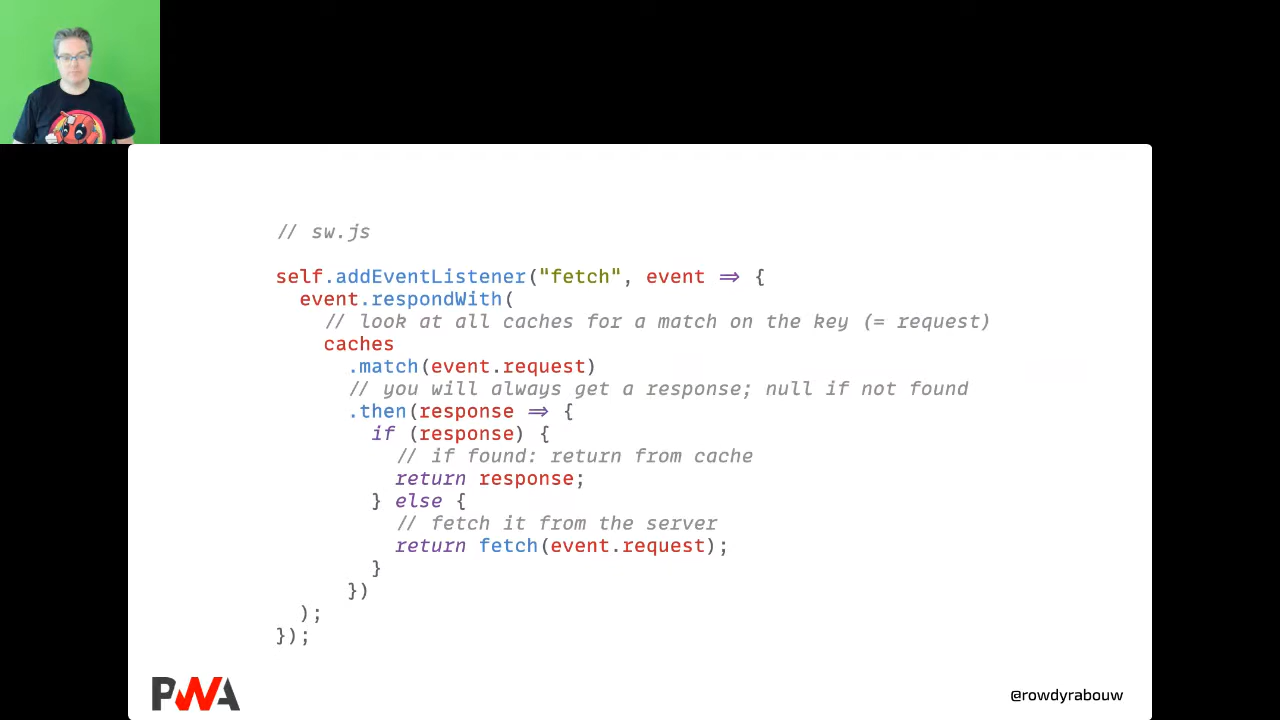 // sw.js
self.addEventListener("fetch", event => {
event.respondWith(
// look at all caches for a match on the key (= request)
caches
.match(event.request)
// you will always get a response; null if not found
.then(response => {
if (response) {
// if found: return from cache
return response;
} else {
// fetch it from the server
return fetch(event.request);
}
})
);
});
PWA
@rowdyrabouw